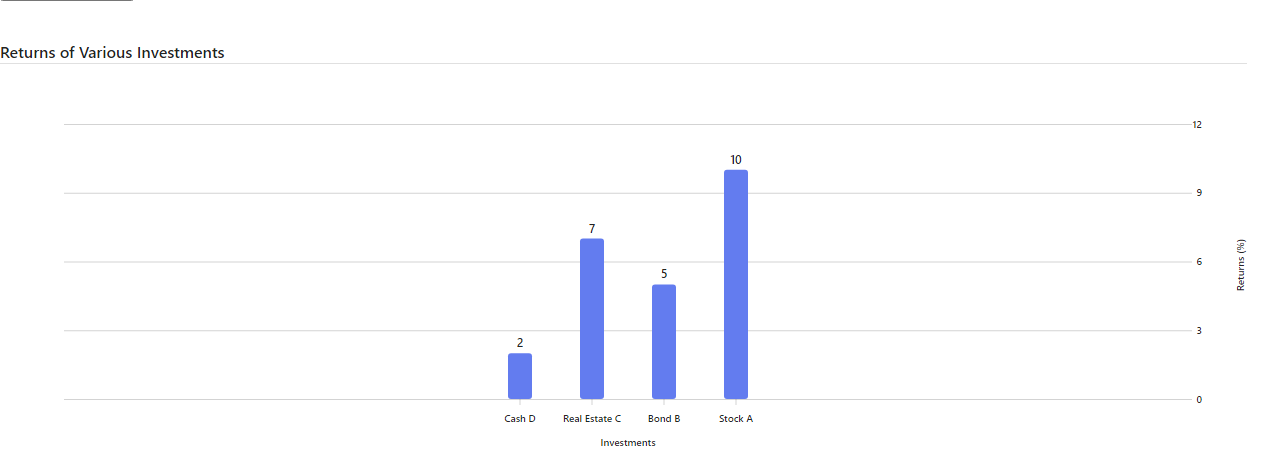 Returns of Various Investments
12
10
9
7
6
5
3
2
0
Returns (%)
Cash D Real Estate C Bond B Stock A
Investments